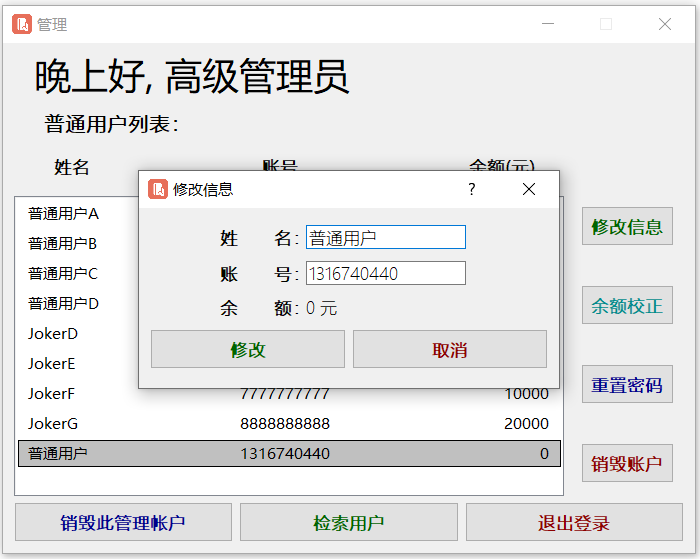 管理
晚上好, 高级管理员
普通用户列表：
姓名 账号 余额(元)
修改信息 ?
普通用户A
普通用户B
普通用户C
普通用户D
JokerD
JokerE
JokerF 7777777777 10000
JokerG 8888888888 20000
普通用户 1316740440 0
姓 名：普通用户
账 号：1316740440
余 额：0 元
修改 取消
修改信息
余额校正
重置密码
销毁账户
销毁此管理帐户 检索用户 退出登录